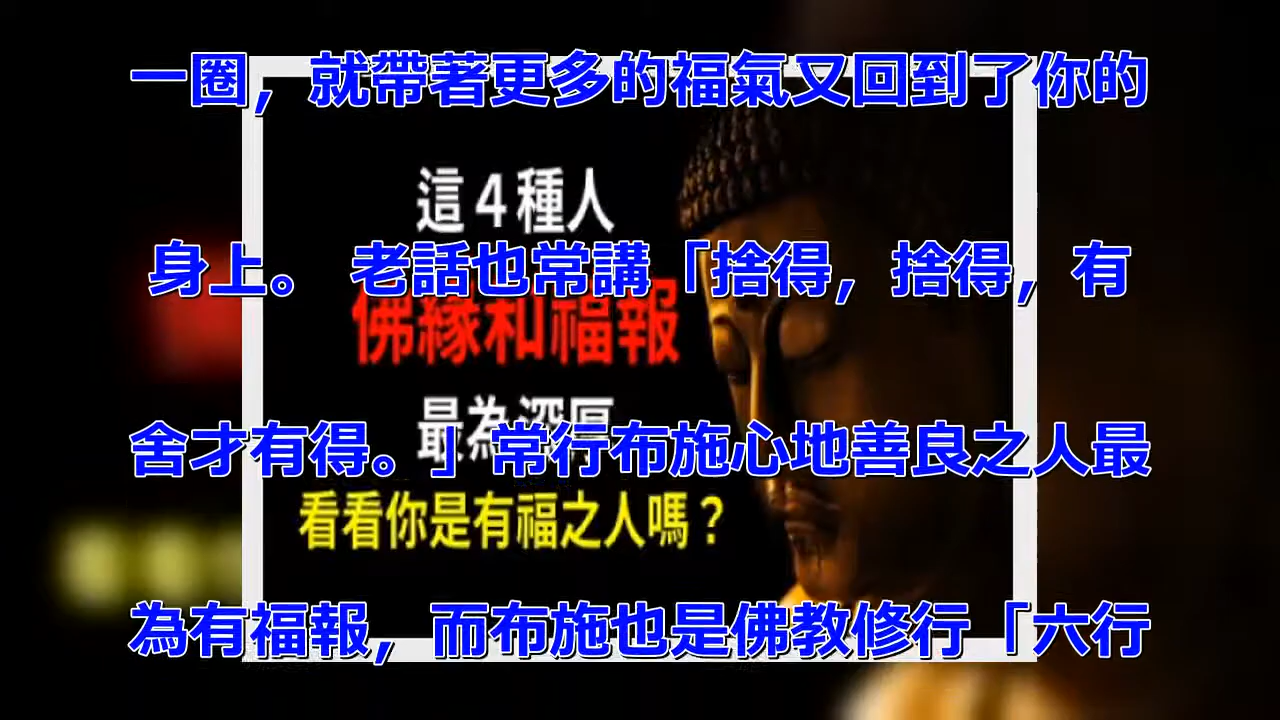 一圈，就帶著更多的福氣又回到了你的
這4種人
身上。 老話也常講「捨得，捨得，有
佛緣和福報
最為深厚
舍才有得。」常行布施心地善良之人最
看看你是有福之人嗎？
為有福報，而布施也是佛教修行「六行